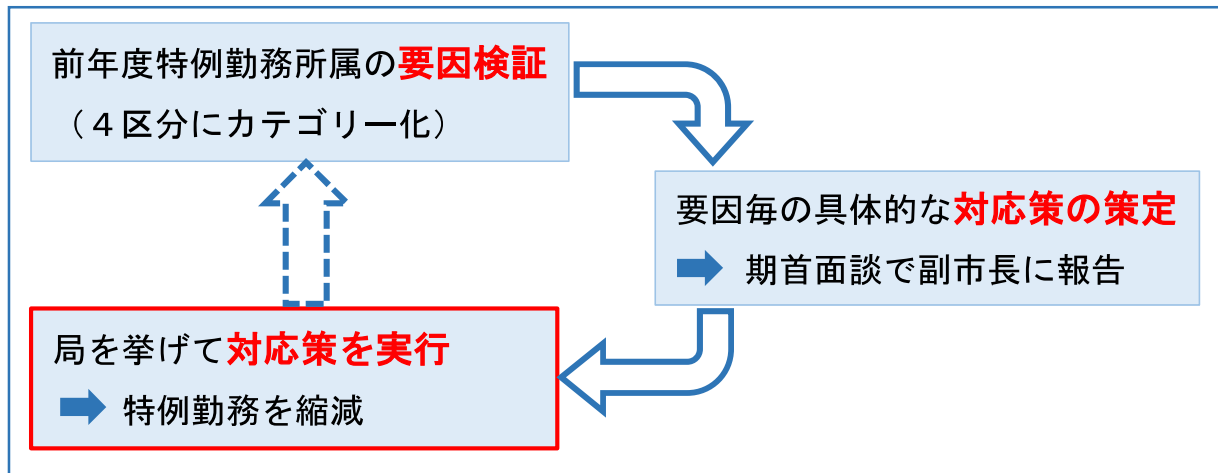 前年度特例勤務所属の要因検証
（４区分にカテゴリー化）
要因毎の具体的な対応策の策定
期首面談で副市長に報告
局を挙げて対応策を実行
特例勤務を縮減